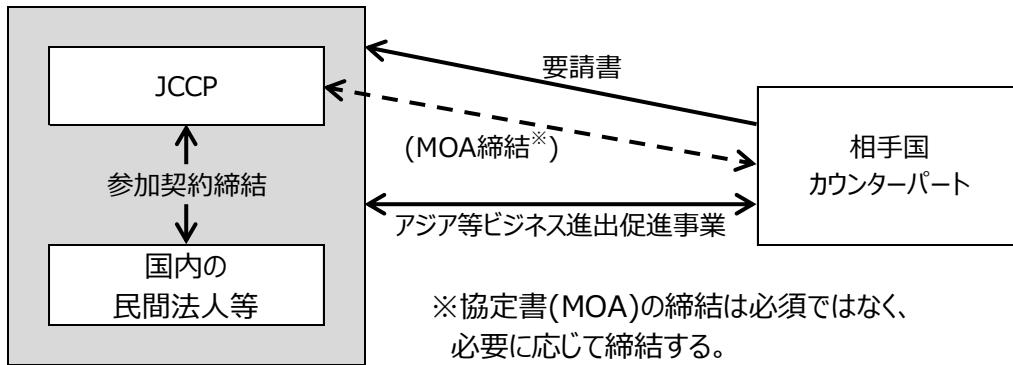 JCCP
要請書
(MOA締結※)
相手国
カウンターパート
参加契約締結
アジア等ビジネス進出促進事業
国内の
民間法人等
※協定書(MOA)の締結は必須ではなく、
必要に応じて締結する。